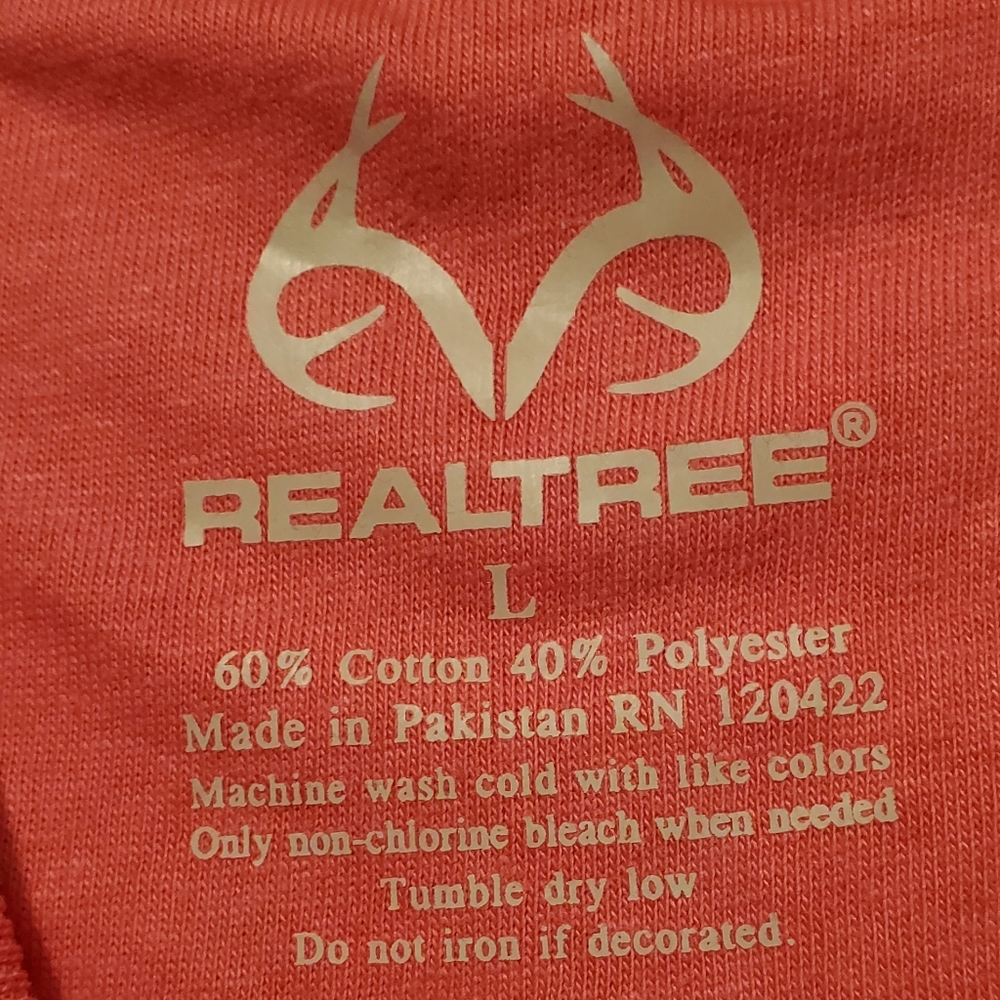 REALTREE®
L
60% Cotton 40% Polyester
Made in Pakistan RN 120422
Machine wash cold with like colors
Only non-chlorine bleach when needed
Tumble dry low
Do not iron if decorated.